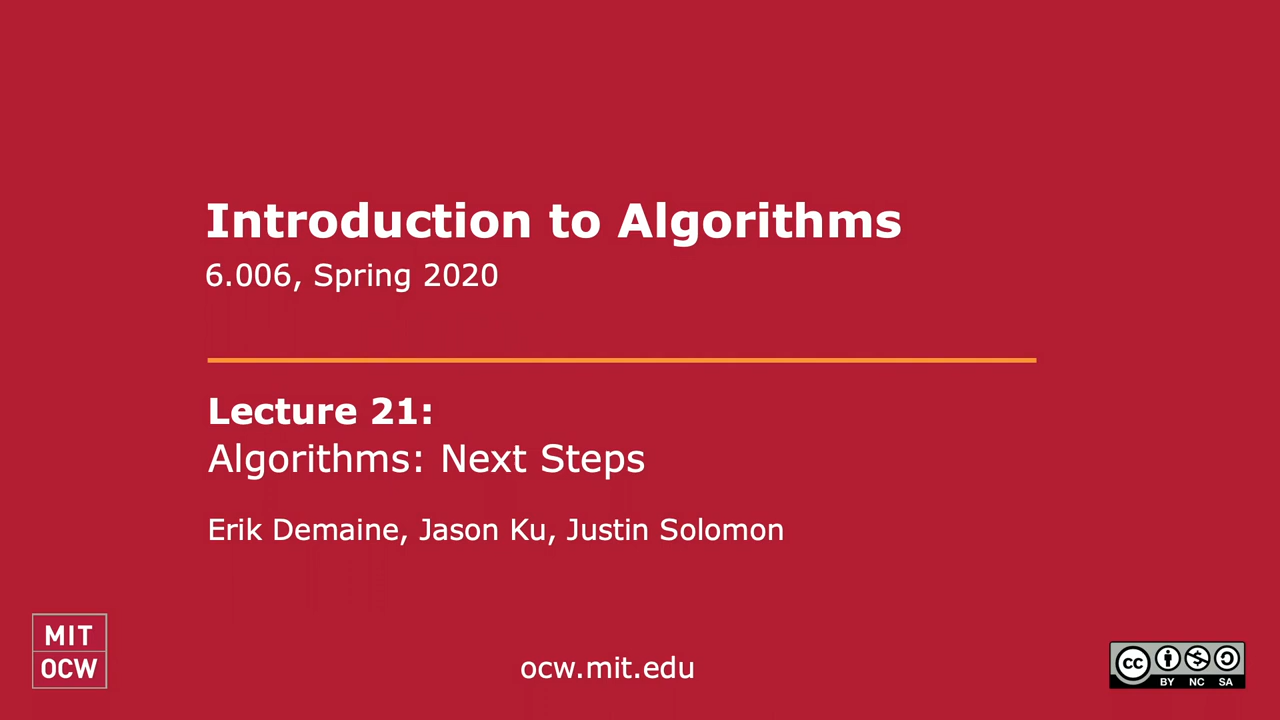 Introduction to Algorithms
6.006, Spring 2020
Lecture 21:
Algorithms: Next Steps
Erik Demaine, Jason Ku, Justin Solomon
MIT
OCW
ocw.mit.edu
cc
BY NC SA